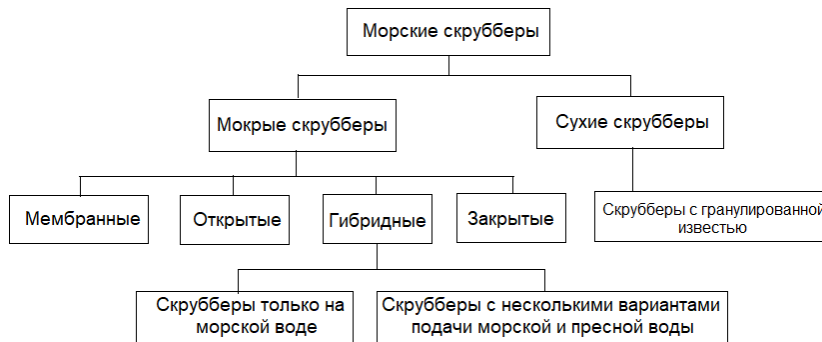 Морские скрубберы
Мокрые скрубберы
Сухие скрубберы
Мембранные
Открытые
Гибридные
Закрытые
Скрубберы с гранулированной
известью
Скрубберы только на
морской воде
Скрубберы с несколькими вариантами
подачи морской и пресной воды